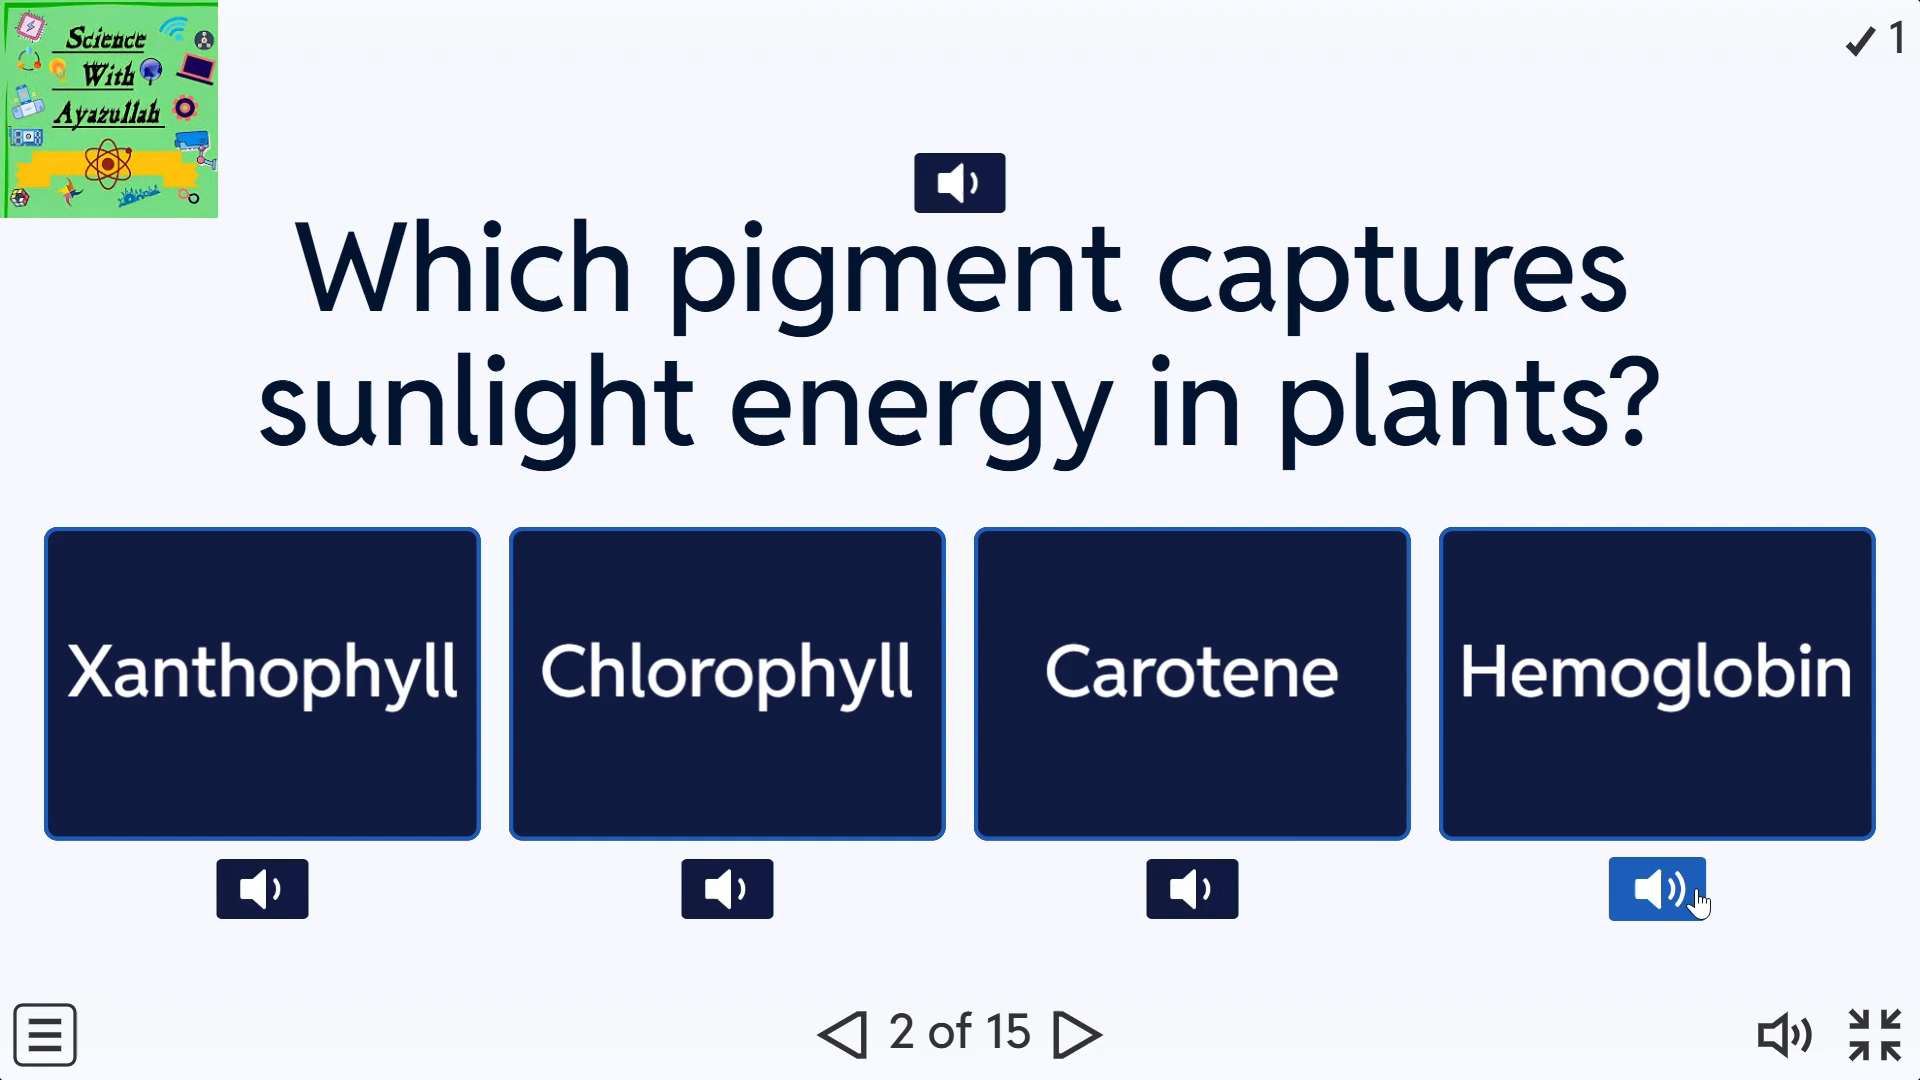 Science
With
Ayazullah
1
Which pigment captures
sunlight energy in plants?
Xanthophyll
Chlorophyll
Carotene
Hemoglobin
2 of 15